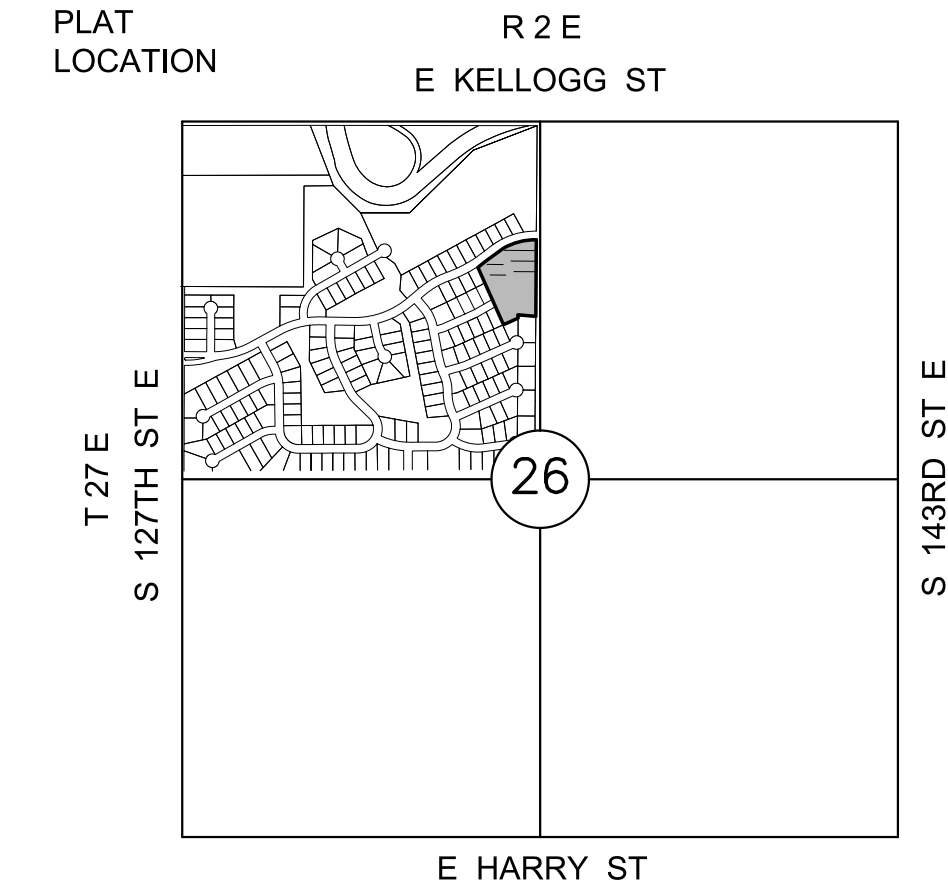 PLAT
LOCATION
R 2 E
E KELLOGG ST
T 27 E
S 127TH ST E
26
S 143RD ST E
E HARRY ST